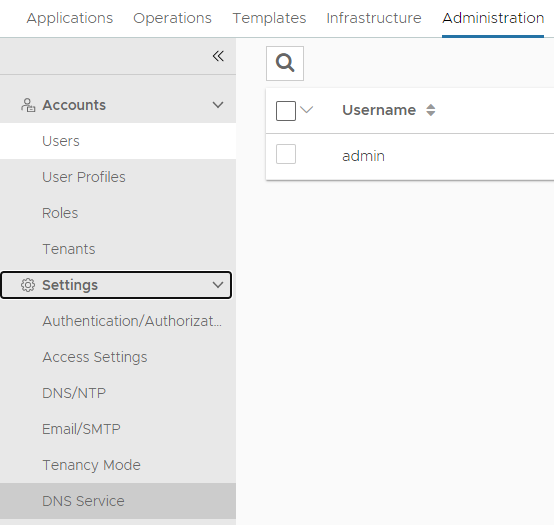 Applications Operations Templates Infrastructure Administration
Accounts
Username
Users
admin
User Profiles
Roles
Tenants
Settings
Authentication/Authorizat...
Access Settings
DNS/NTP
Email/SMTP
Tenancy Mode
DNS Service